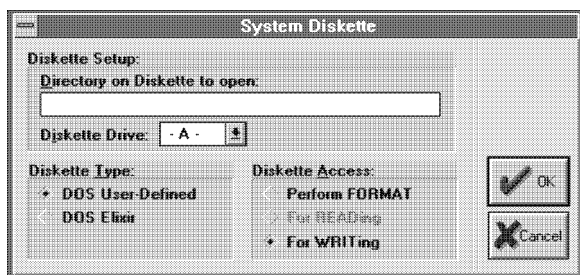 System Diskette
Diskette Setup:
Directory on Diskette to open:
Diskette Drive: - A -
Diskette Type:
DOS User-Defined
DOS Elixir
Diskette Access:
Perform FORMAT
For READing
For WRITing
OK
Cancel